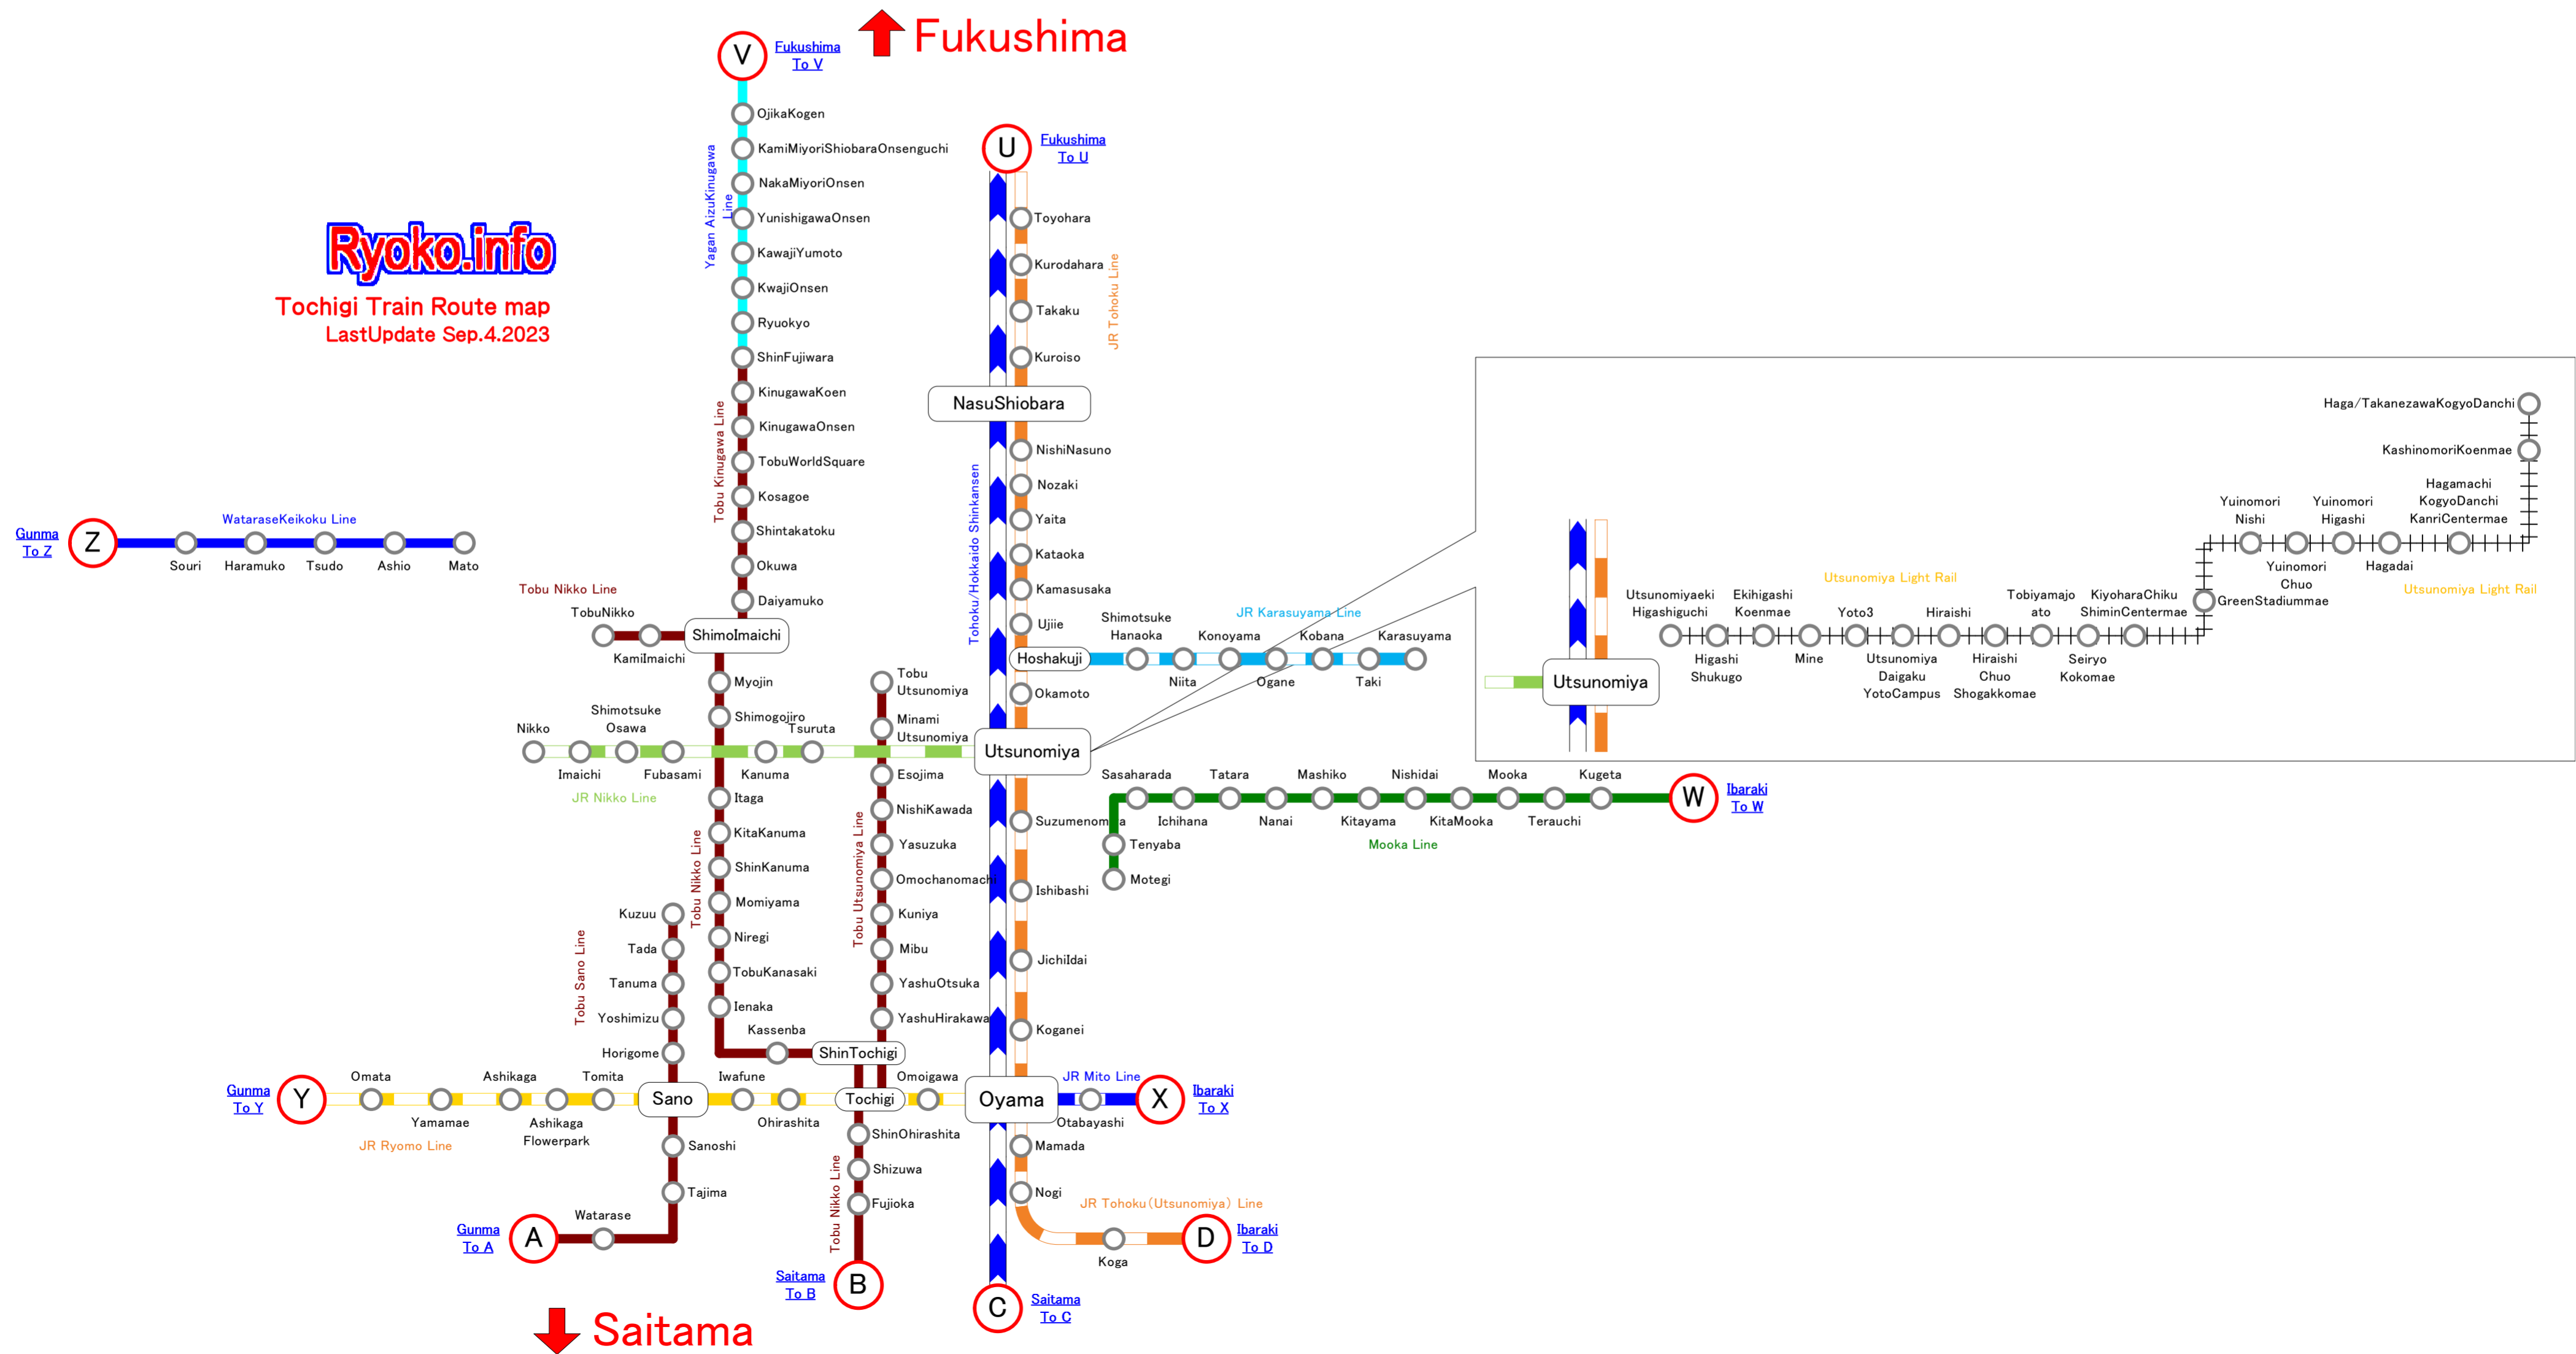 Fukushima
V
Fukushima
To V
OjikaKogen
KamiMiyoriShiobaraOnsenguchi
NakaMiyoriOnsen
YunishigawaOnsen
KawajiYumoto
KwajiOnsen
Ryuokyo
ShinFujiwara
Yagan AizuKinugawa
Line
KinugawaKoen
KinugawaOnsen
TobuWorldSquare
Kosagoe
Shintakatoku
Okuwa
Daiyamuko
Tobu Kinugawa Line
Ryoko.info
Tochigi Train Route map
LastUpdate Sep.4.2023
U
Fukushima
To U
Toyohara
Kurodahara
Takaku
Kuroiso
JR Tohoku Line
NasuShiobara
NishiNasuno
Nozaki
Yaita
Kataoka
Kamasusaka
Ujiie
Hoshakuji
Okamoto
Tohoku/Hokkaido Shinkansen
Gunma
To Z
Z
WataraseKeikoku Line
Souri
Haramuko
Tsudo
Ashio
Mato
Tobu Nikko Line
TobuNikko
KamiImaichi
ShimoImaichi
Myojin
Shimogojiro
Shimotsuke
Hanaoka
Niita
Konoyama
Ogane
JR Karasuyama Line
Kobana
Taki
Karasuyama
Tobu
Utsunomiya
Minami
Utsunomiya
Nikko
Imaichi
Shimotsuke
Osawa
Fubasami
Kanuma
Tsuruta
JR Nikko Line
Utsunomiya
Haga/TakanezawaKogyoDanchi
KashinomoriKoenmae
Hagamachi
KogyoDanchi
KanriCentermae
Hagadai
Yuinomori
Higashi
Yuinomori
Chuo
Yuinomori
Nishi
GreenStadiummae
Utsunomiya Light Rail
Utsunomiya Light Rail
Utsunomiyaeki
Higashiguchi
Higashi
Shukugo
Ekihigashi
Koenmae
Mine
Yoto3
Utsunomiya
Daigaku
YotoCampus
Hiraishi
Hiraishi
Chuo
Shogakkomae
Tobiyamajo
ato
Seiryo
Kokomae
KiyoharaChiku
ShiminCentermae
Utsunomiya
Itaga
KitaKanuma
ShinKanuma
Momiyama
Niregi
TobuKanasaki
Ienaka
Kassenba
Tobu Nikko Line
Esojima
NishiKawada
Yasuzuka
Omochanomachi
Kuniya
Mibu
YashuOtsuka
YashuHirakawa
Tobu Utsunomiya Line
ShinTochigi
Suzumenomiya
Ishibashi
JichiIdai
Koganei
Sasaharada
Ichihana
Tatara
Nanai
Mashiko
Kitayama
Nishidai
KitaMooka
Mooka
Terauchi
Kugeta
W
Ibaraki
To W
Tenyaba
Motegi
Mooka Line
Kuzuu
Tada
Tanuma
Yoshimizu
Horigome
Tobu Sano Line
Gunma
To Y
Y
Omata
Yamamae
Ashikaga
Ashikaga
Flowerpark
Tomita
Sano
Iwafune
Ohirashita
Tochigi
Omoigawa
Oyama
JR Mito Line
Otabayashi
X
Ibaraki
To X
JR Ryomo Line
Sanoshi
Tajima
Watarase
Gunma
To A
A
ShinOhirashita
Shizuwa
Fujioka
Tobu Nikko Line
Saitama
To B
B
Mamada
Nogi
JR Tohoku(Utsunomiya) Line
Koga
D
Ibaraki
To D
C
Saitama
To C
Saitama